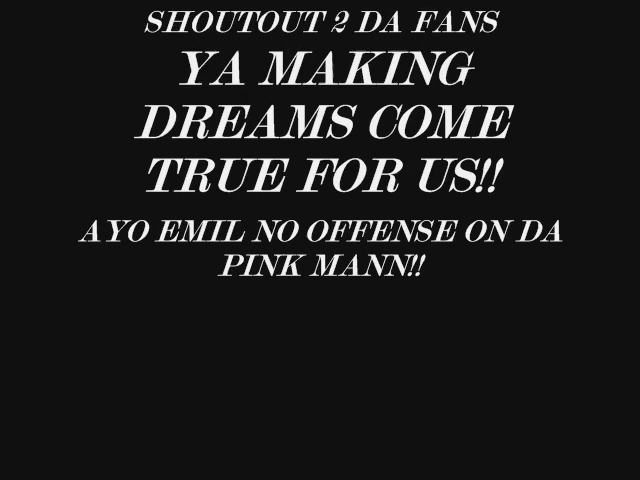 SHOUTOUT 2 DA FANS
YA MAKING
DREAMS COME
TRUE FOR US!!
AYO EMIL NO OFFENSE ON DA
PINK MANN!!